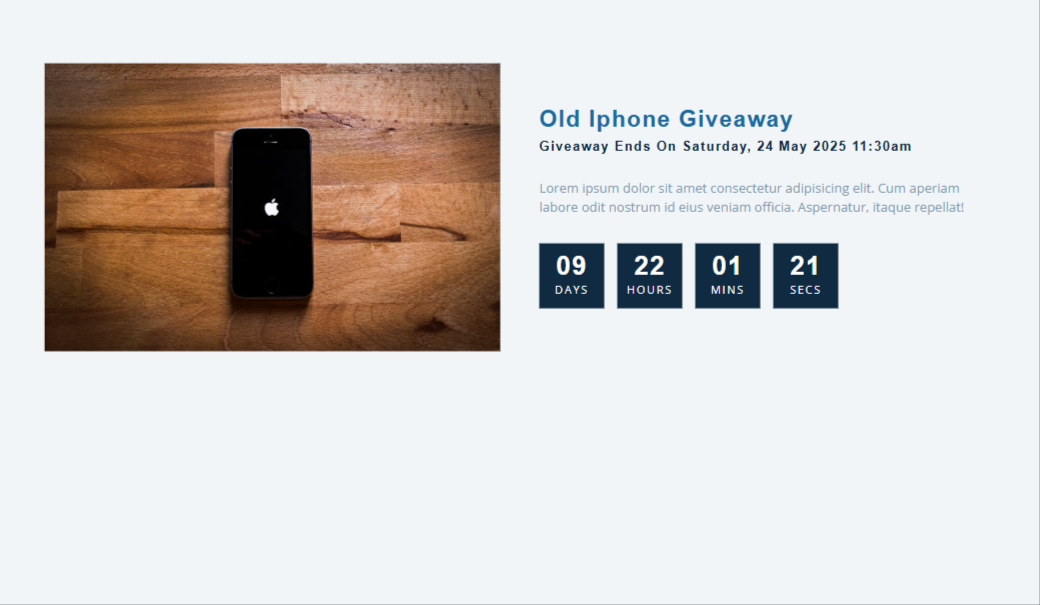 Old Iphone Giveaway
Giveaway Ends On Saturday, 24 May 2025 11:30am
Lorem ipsum dolor sit amet consectetur adipisicing elit. Cum aperiam
labore odit nostrum id eius veniam officia. Aspernatur, itaque repellat!
09 22 01 21
DAYS HOURS MINS SECS